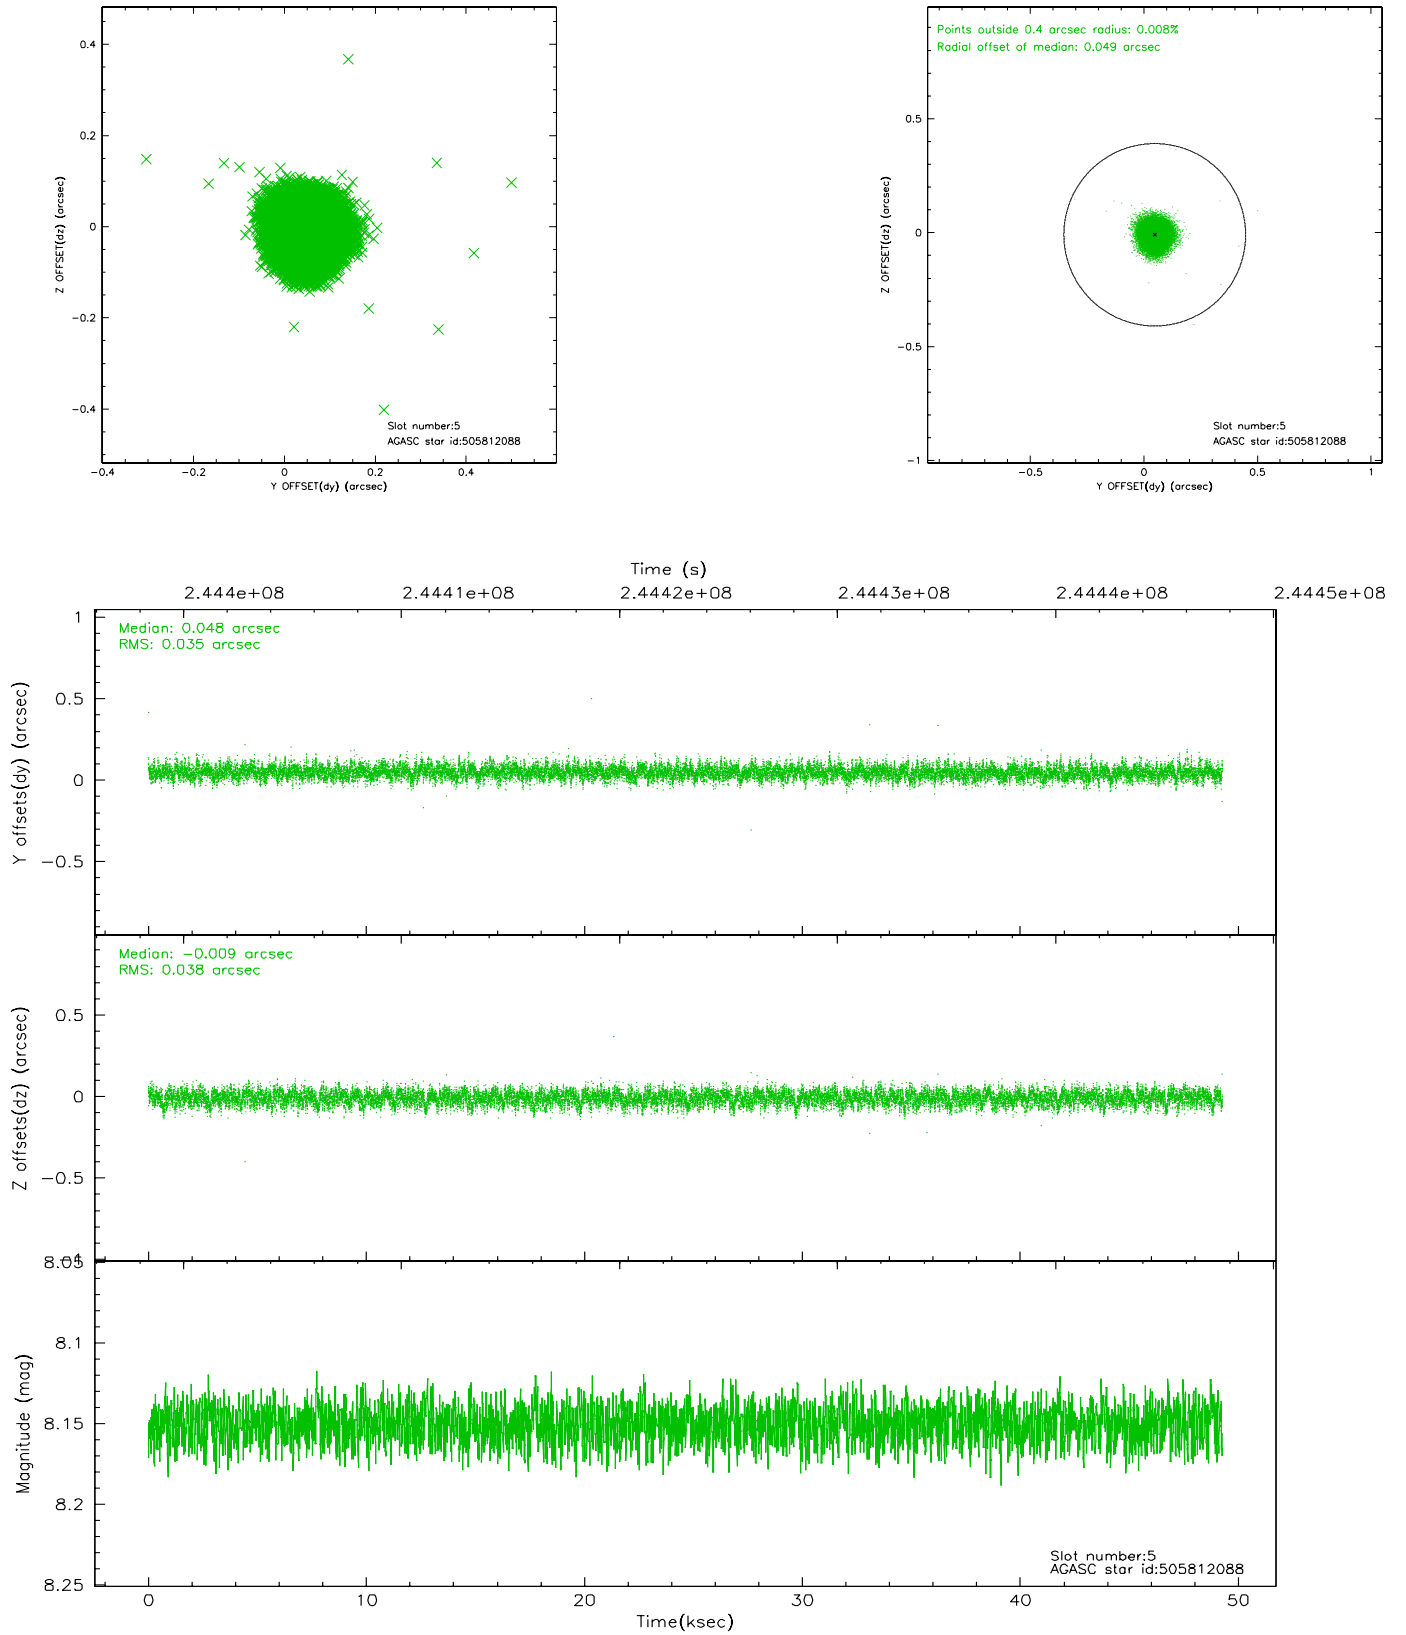 0.4
0.2
0
−0.2
−0.4
Z OFFSET(dz) (arcsec)
Slot number:5
AGASC star id:505812088
−0.4 −0.2 0 0.2 0.4
Y OFFSET(dy) (arcsec)
Points outside 0.4 arcsec radius: 0.008%
Radial offset of median: 0.049 arcsec
0.5
0
−0.5
−1
Z OFFSET(dz) (arcsec)
Slot number:5
AGASC star id:505812088
−0.5 0 0.5 1
Y OFFSET(dy) (arcsec)
Time (s)
2.444e+08 2.4441e+08 2.4442e+08 2.4443e+08 2.4444e+08 2.4445e+08
Median: 0.048 arcsec
RMS: 0.035 arcsec
1
0.5
0
−0.5
Y offsets(dy) (arcsec)
Median: −0.009 arcsec
RMS: 0.038 arcsec
0.5
0
−0.5
Z offsets(dz) (arcsec)
8.05
8.1
8.15
8.2
8.25
Magnitude (mag)
Slot number:5
AGASC star id:505812088
0 10 20 30 40 50
Time(ksec)